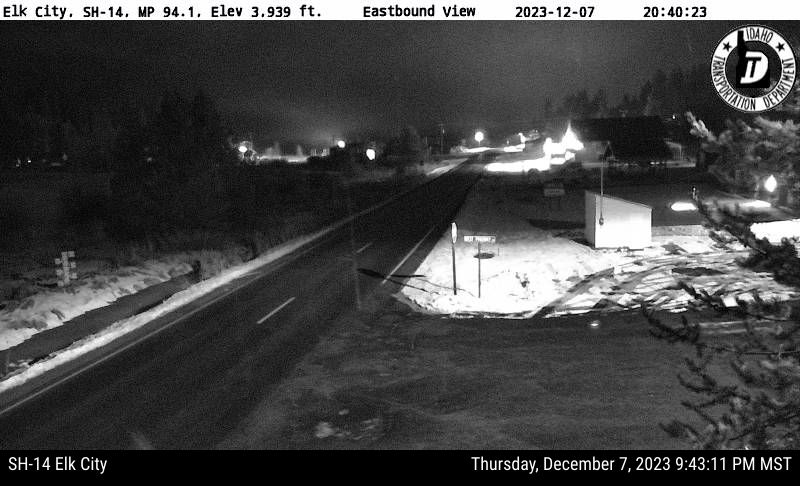 Elk City, SH-14, MP 94.1, Elev 3,939 ft. Eastbound View 2023-12-07 20:40:23
IDAHO
TRANSPORTATION DEPARTMENT
SH-14 Elk City
Thursday, December 7, 2023 9:43:11 PM MST